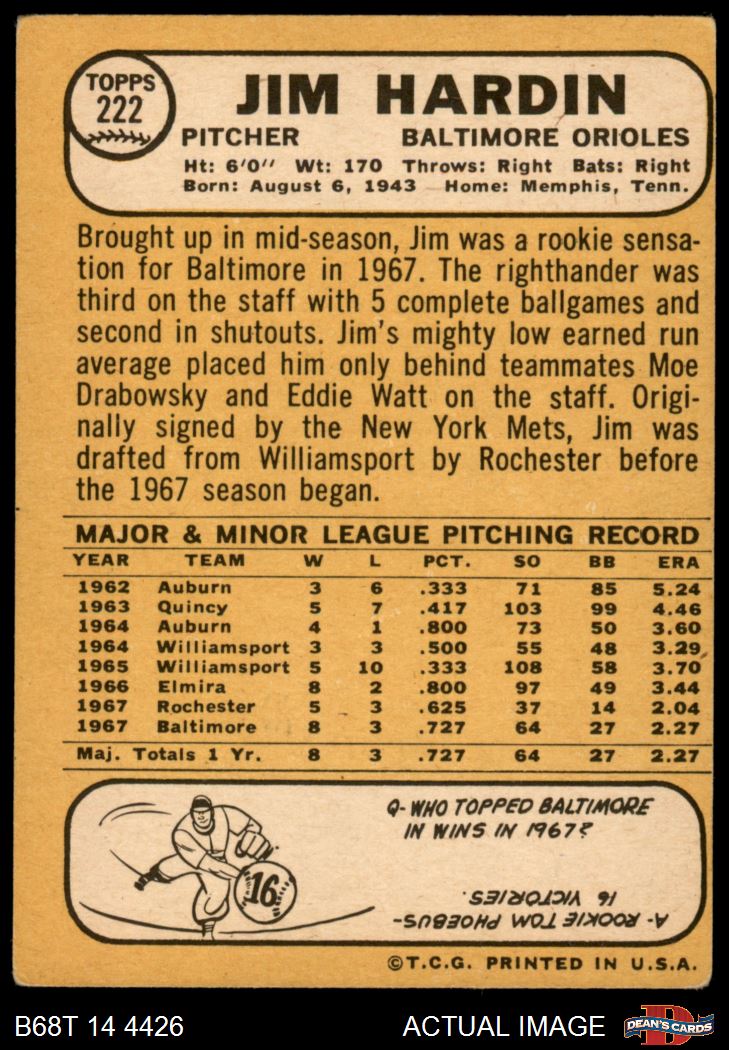 TOPPS
222
JIM HARDIN
PITCHER BALTIMORE ORIOLES
Ht: 6'0" Wt: 170 Throws: Right Bats: Right
Born: August 6, 1943 Home: Memphis, Tenn.
Brought up in mid-season, Jim was a rookie sensa-
tion for Baltimore in 1967. The righthander was
third on the staff with 5 complete ballgames and
second in shutouts. Jim's mighty low earned run
average placed him only behind teammates Moe
Drabowsky and Eddie Watt on the staff. Origi-
nally signed by the New York Mets, Jim was
drafted from Williamsport by Rochester before
the 1967 season began.
MAJOR & MINOR LEAGUE PITCHING RECORD
YEAR TEAM W L PCT. SO BB ERA
1962 Auburn 3 6 .333 71 85 5.24
1963 Quincy 5 7 .417 103 99 4.46
1964 Auburn 4 1 .800 73 50 3.60
1964 Williamsport 3 3 .500 55 48 3.29
1965 Williamsport 5 10 .333 108 58 3.70
1966 Elmira 8 2 .800 97 49 3.44
1967 Rochester 5 3 .625 37 14 2.04
1967 Baltimore 8 3 .727 64 27 2.27
Maj. Totals 1 Yr. 8 3 .727 64 27 2.27
16
Q-WHO TOPPED BALTIMORE
IN WINS IN 1967?
A-ROOKIE TOM PHOEBUS-
16 VICTORIES.
©T.C.G. PRINTED IN U.S.A.
B68T 14 4426 ACTUAL IMAGE
D
DEAN'S CARDS